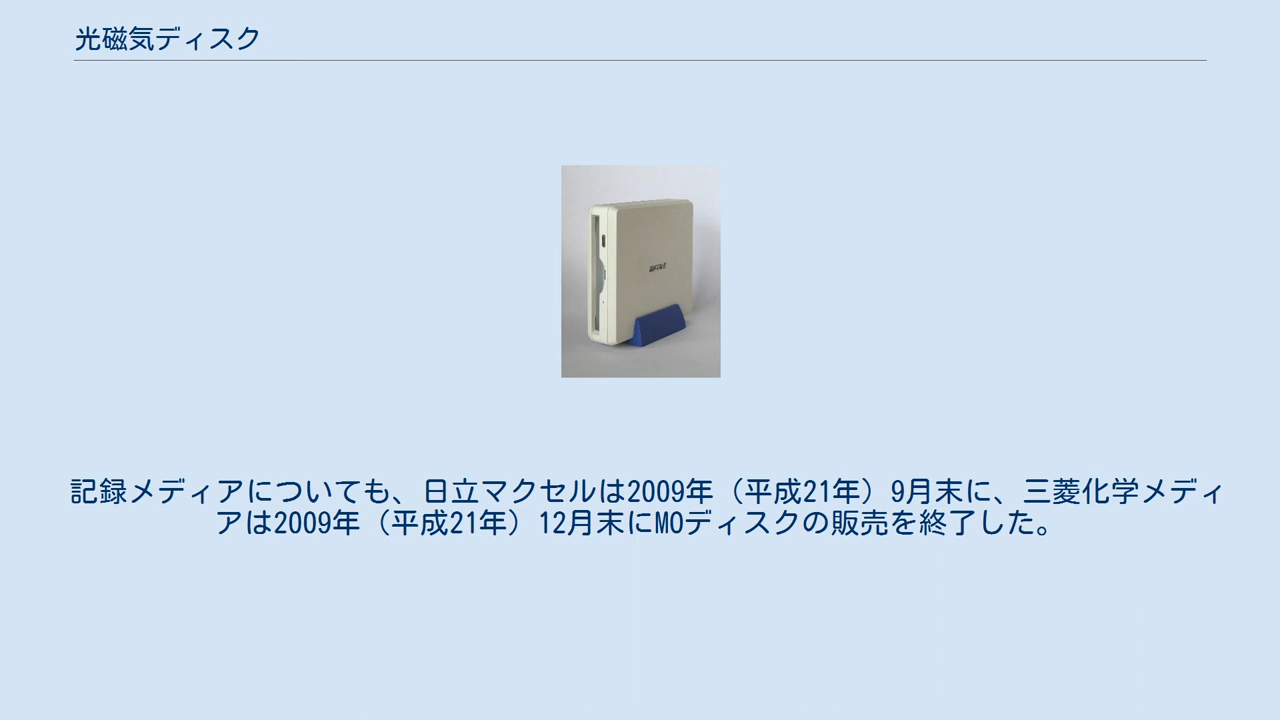 光磁気ディスク
BUFFALO
記録メディアについても、日立マクセルは2009年（平成21年）9月末に、三菱化学メディ
アは2009年（平成21年）12月末にMOディスクの販売を終了した。